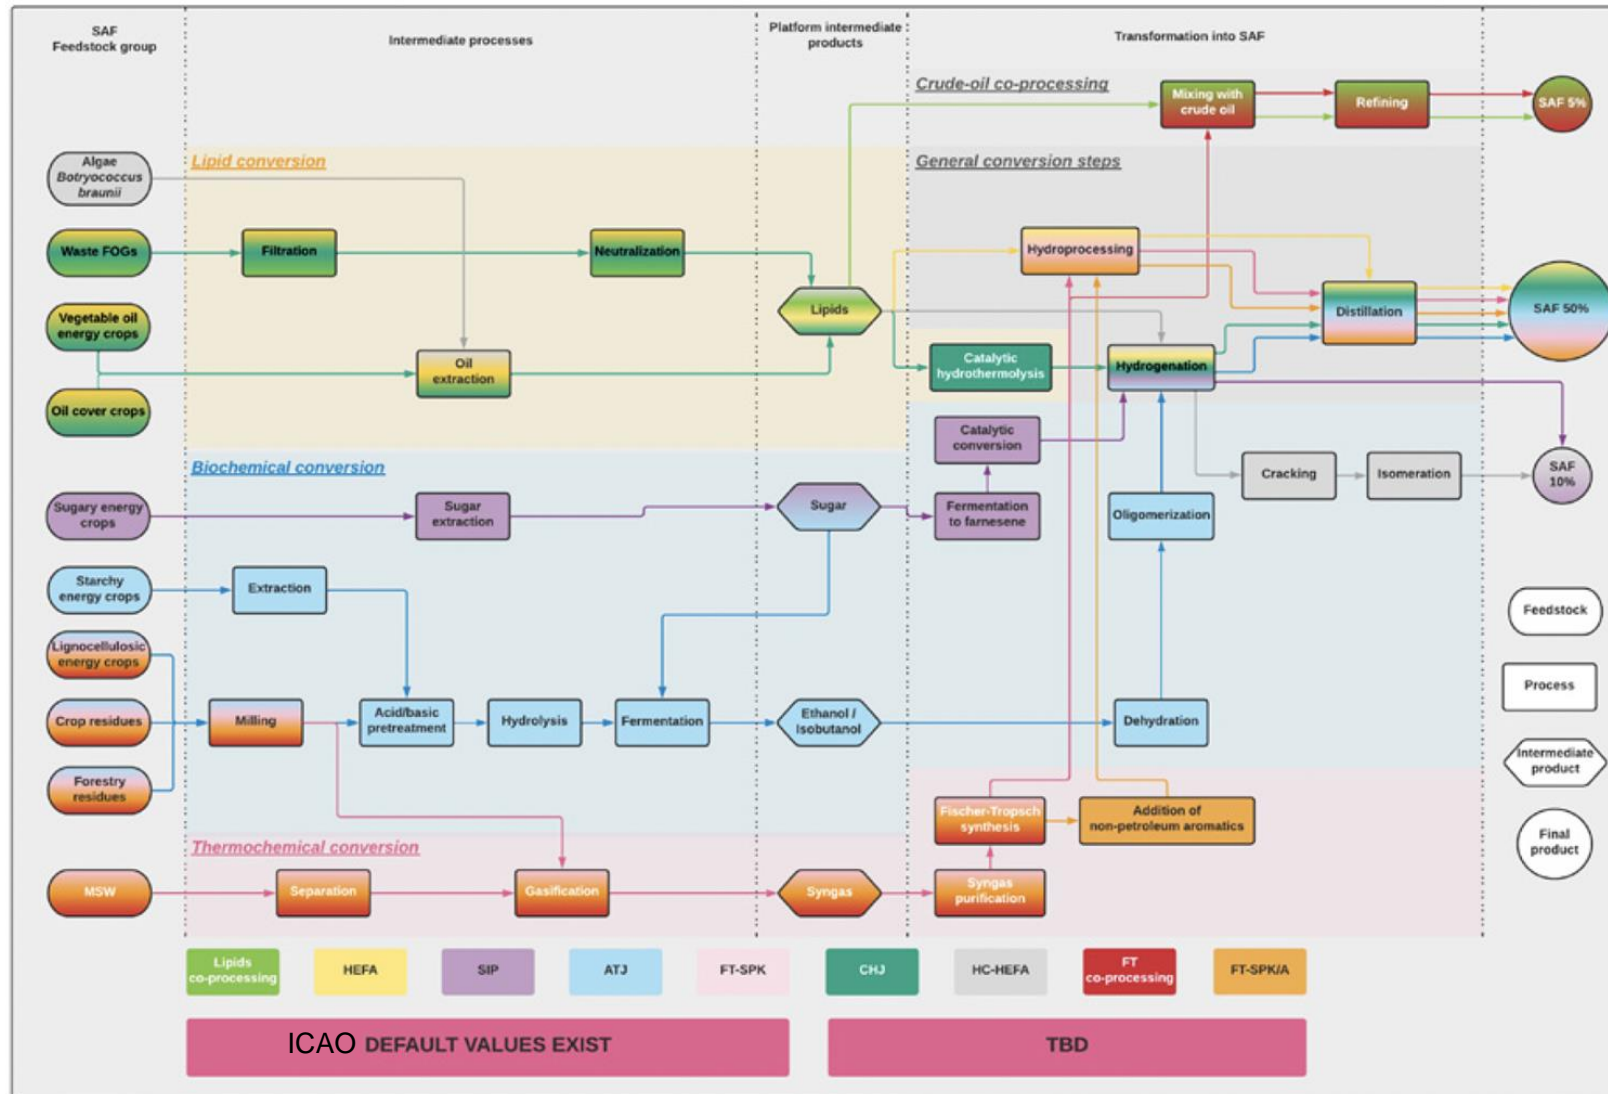 SAF
Feedstock group
Intermediate processes
Platform intermediate
products
Transformation into SAF
Crude-oil co-processing
Mixing with
crude oil
Refining
SAF 5%
Lipid conversion
General conversion steps
Algae
Botryococcus
braunii
Waste FOGs
Filtration
Neutralization
Hydroprocessing
Vegetable oil
energy crops
Lipids
Distillation
SAF 50%
Oil
extraction
Catalytic
hydrothermolysis
Hydrogenation
Oil cover crops
Biochemical conversion
Catalytic
conversion
Cracking
Isomeration
SAF
10%
Sugary energy
crops
Sugar
extraction
Sugar
Fermentation
to farnesene
Oligomerization
Starchy
energy crops
Extraction
Feedstock
Lignocellulosic
energy crops
Process
Crop residues
Milling
Acid/basic
pretreatment
Hydrolysis
Fermentation
Ethanol /
Isobutanol
Dehydration
Intermediate
product
Forestry
residues
Fischer-Tropsch
synthesis
Addition of
non-petroleum aromatics
Final
product
Thermochemical conversion
MSW
Separation
Gasification
Syngas
Syngas
purification
Lipids
co-processing
HEFA
SIP
ATJ
FT-SPK
CHJ
HC-HEFA
FT
co-processing
FT-SPK/A
ICAO DEFAULT VALUES EXIST
TBD